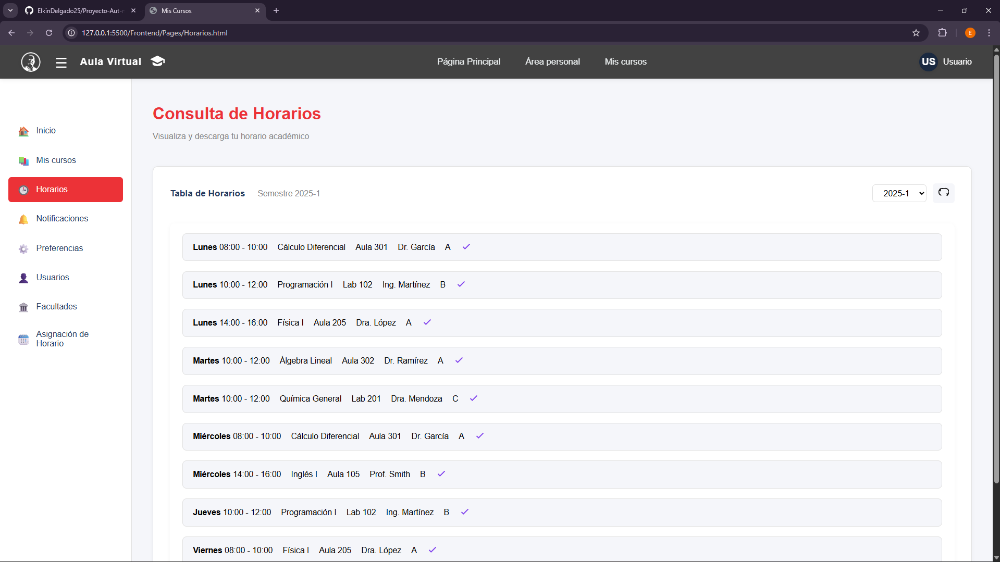 ElkinDelgado25/Proyecto-Aut-
Mis Cursos
127.0.0.1:5500/Frontend/Pages/Horarios.html
E
Aula Virtual
Página Principal
Área personal
Mis cursos
US
Usuario
Inicio
Mis cursos
Horarios
Notificaciones
Preferencias
Usuarios
Facultades
Asignación de
Horario
Consulta de Horarios
Visualiza y descarga tu horario académico
Tabla de Horarios Semestre 2025-1
2025-1
Lunes 08:00 - 10:00 Cálculo Diferencial Aula 301 Dr. García A ✓
Lunes 10:00 - 12:00 Programación I Lab 102 Ing. Martínez B ✓
Lunes 14:00 - 16:00 Física I Aula 205 Dra. López A ✓
Martes 10:00 - 12:00 Álgebra Lineal Aula 302 Dr. Ramírez A ✓
Martes 10:00 - 12:00 Química General Lab 201 Dra. Mendoza C ✓
Miércoles 08:00 - 10:00 Cálculo Diferencial Aula 301 Dr. García A ✓
Miércoles 14:00 - 16:00 Inglés I Aula 105 Prof. Smith B ✓
Jueves 10:00 - 12:00 Programación I Lab 102 Ing. Martínez B ✓
Viernes 08:00 - 10:00 Física I Aula 205 Dra. López A ✓